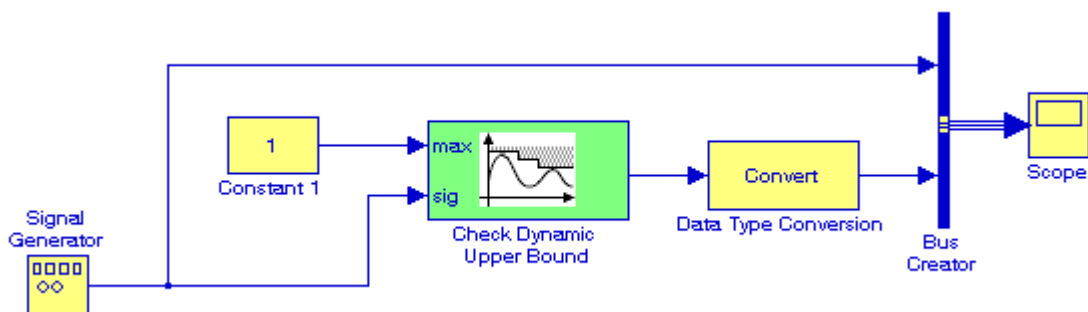 1
Constant 1
max
sig
Check Dynamic
Upper Bound
Convert
Data Type Conversion
Scope
Bus
Creator
Signal
Generator